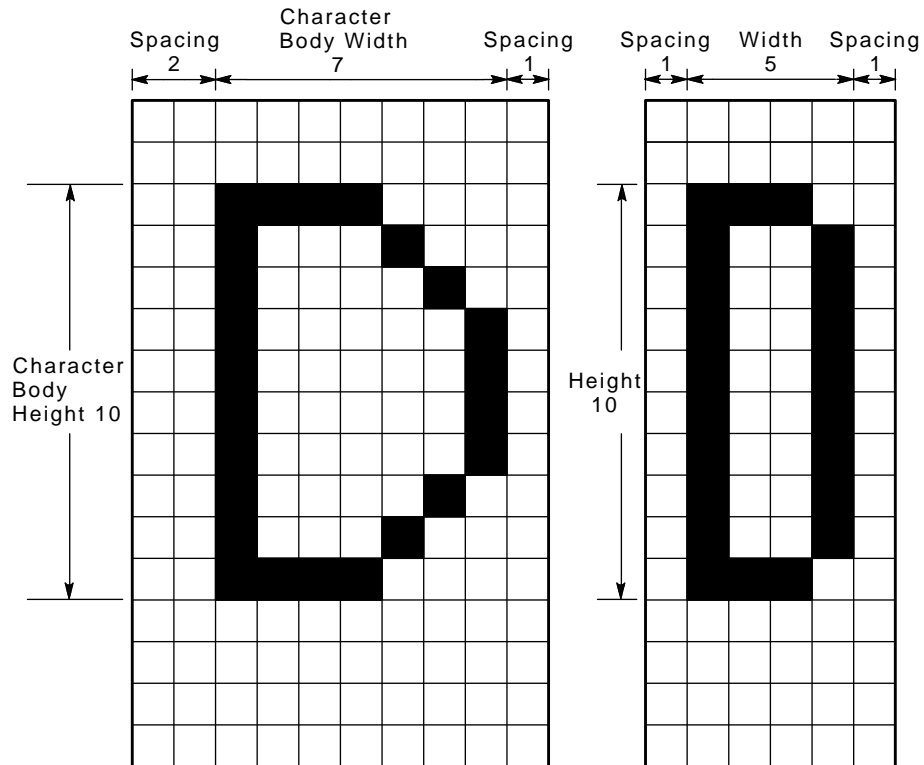 Character
Body Width
Spacing
2
7
Spacing
1
Spacing
1
Width
5
Spacing
1
Character
Body
Height 10
Height
10